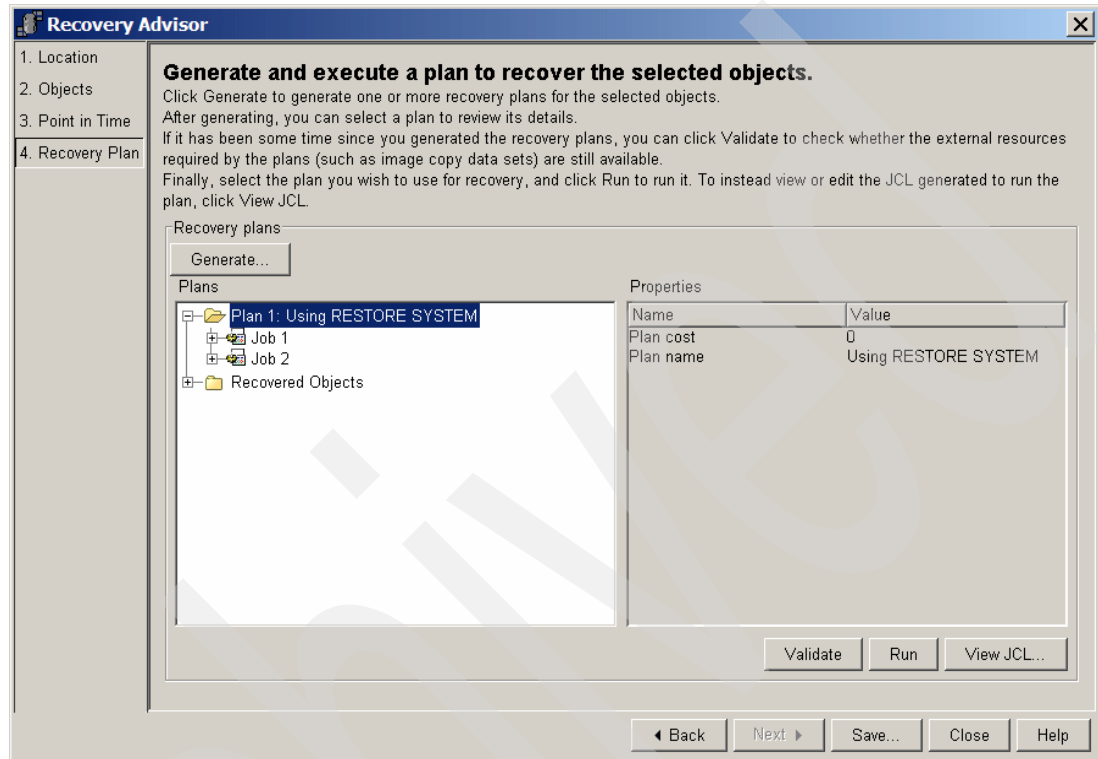 Recovery Advisor
1. Location
2. Objects
3. Point in Time
4. Recovery Plan
Generate and execute a plan to recover the selected objects.
Click Generate to generate one or more recovery plans for the selected objects.
After generating, you can select a plan to review its details.
If it has been some time since you generated the recovery plans, you can click Validate to check whether the external resources
required by the plans (such as image copy data sets) are still available.
Finally, select the plan you wish to use for recovery, and click Run to run it. To instead view or edit the JCL generated to run the
plan, click View JCL.
Recovery plans
Generate...
Plans
Plan 1: Using RESTORE SYSTEM
Job 1
Job 2
Recovered Objects
Properties
Name Value
Plan cost 0
Plan name Using RESTORE SYSTEM
Validate Run View JCL...
Back Next Save... Close Help